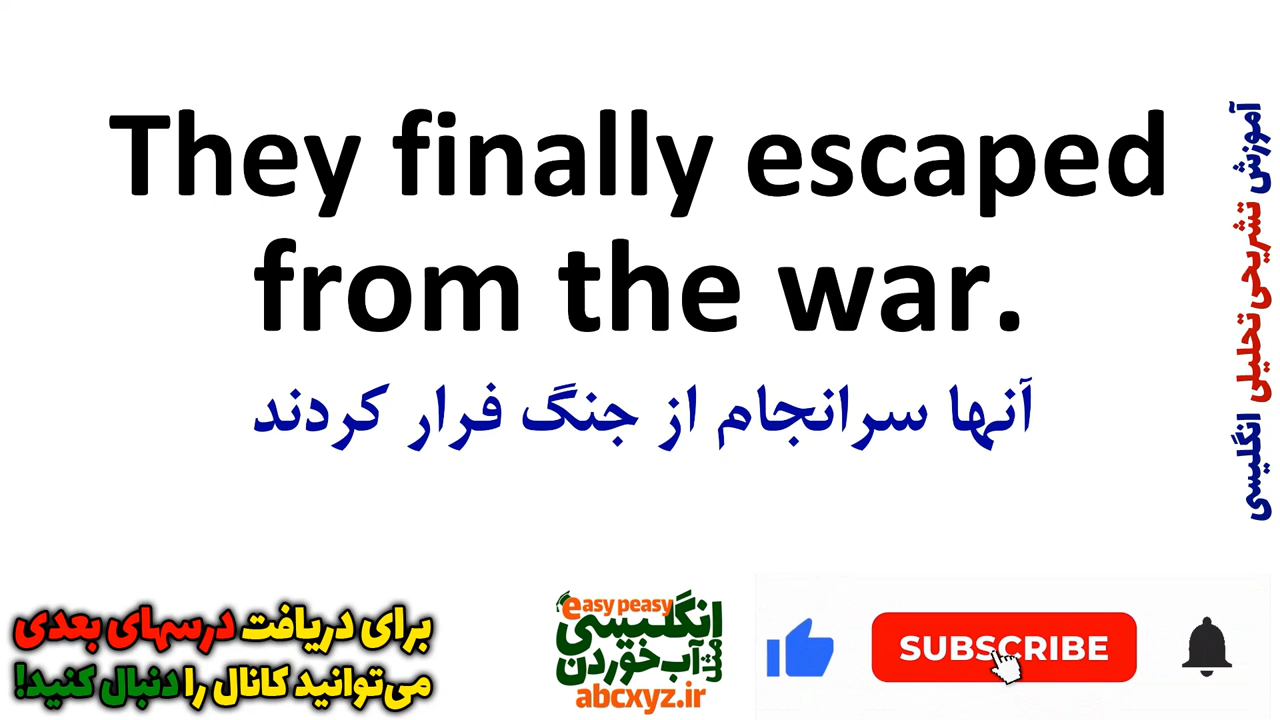 They finally escaped
from the war.
آنها سرانجام از جنگ فرار کردند
آموزش تشریحی تحلیلی انگلیسی
برای دریافت درسهای بعدی
می‌توانید کانال را دنبال کنید!
easy peasy
انگلیسی
مثل
آب خوردن
abcxyz.ir
SUBSCRIBE